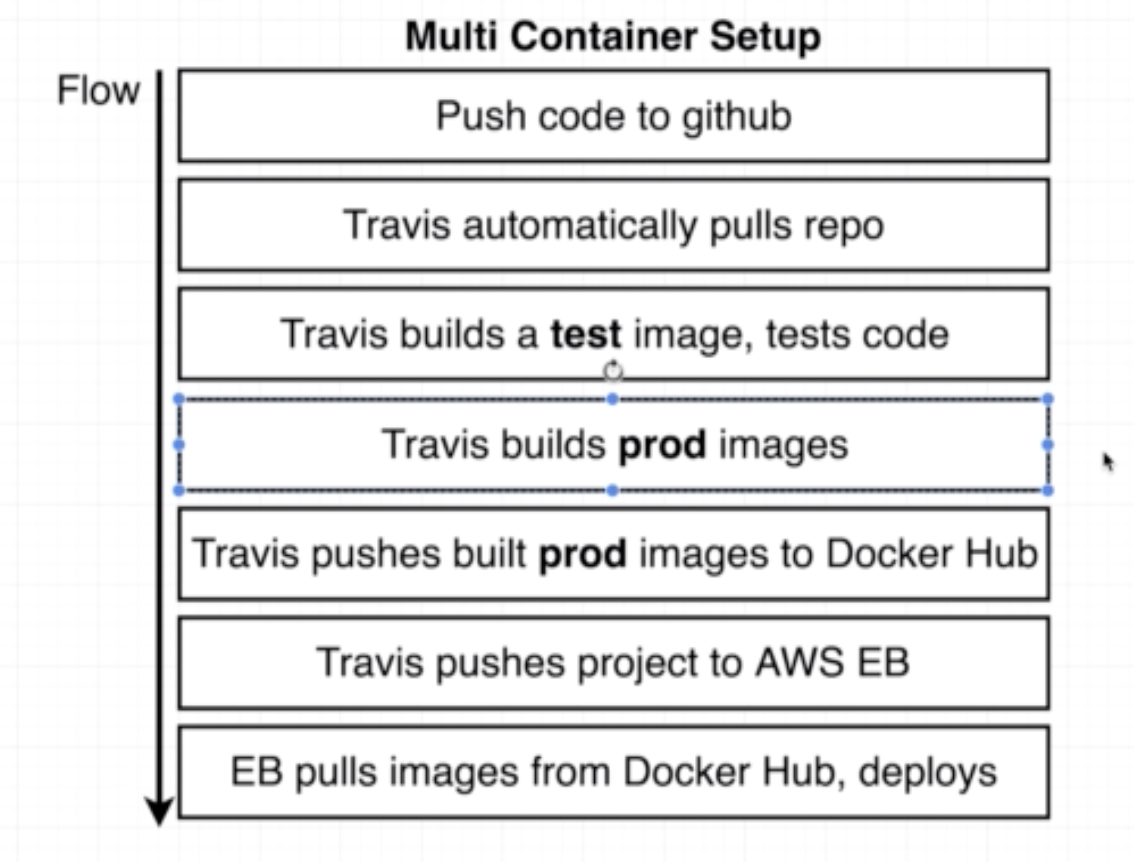 Multi Container Setup
Flow
Push code to github
Travis automatically pulls repo
Travis builds a test image, tests code
Travis builds prod images
Travis pushes built prod images to Docker Hub
Travis pushes project to AWS EB
EB pulls images from Docker Hub, deploys